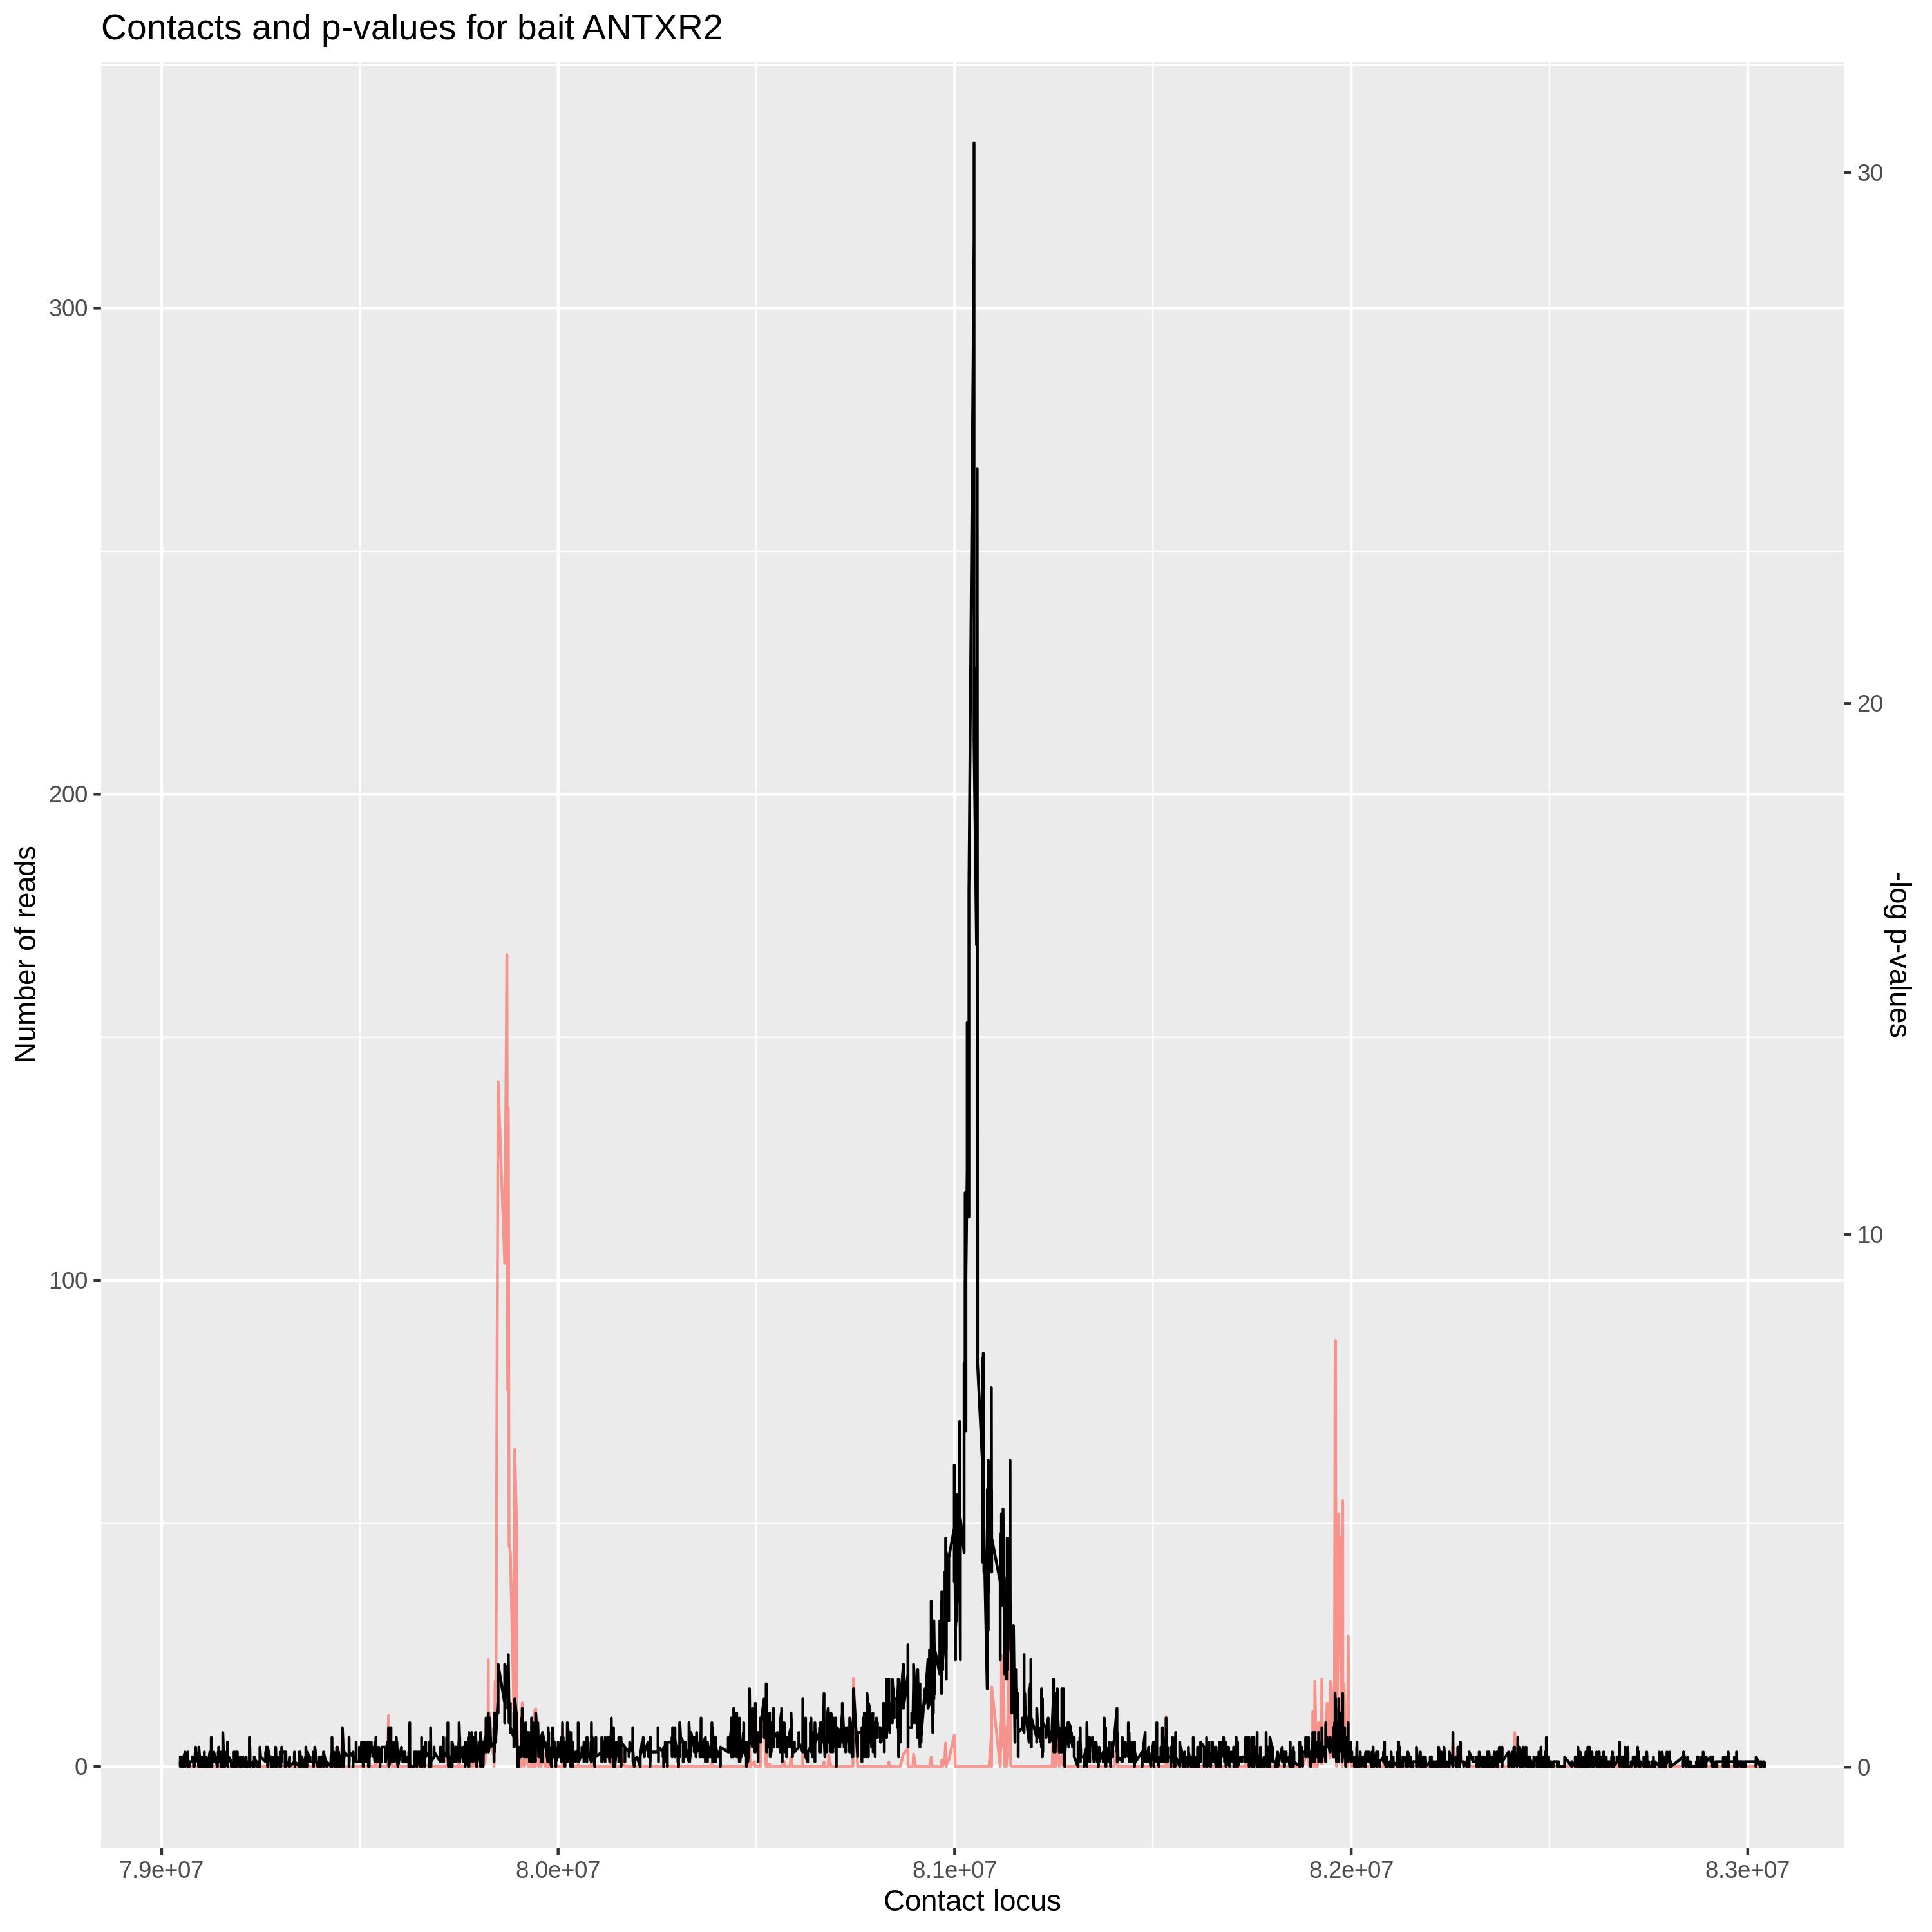 Contacts and p-values for bait ANTXR2
300
200
100
0
Number of reads
30
20
10
0
-log p-values
7.9e+07 8.0e+07 8.1e+07 8.2e+07 8.3e+07
Contact locus